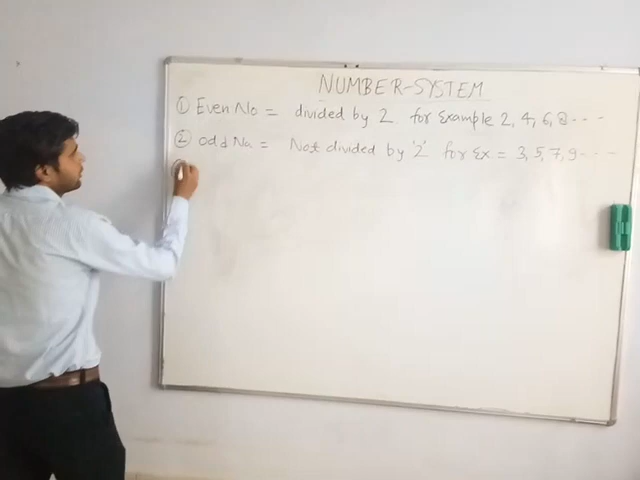 NUMBER-SYSTEM
① Even No = divided by 2 for Example 2, 4, 6, 8 - - - -
② odd No = Not divided by '2' for Ex = 3, 5, 7, 9 - - - - -